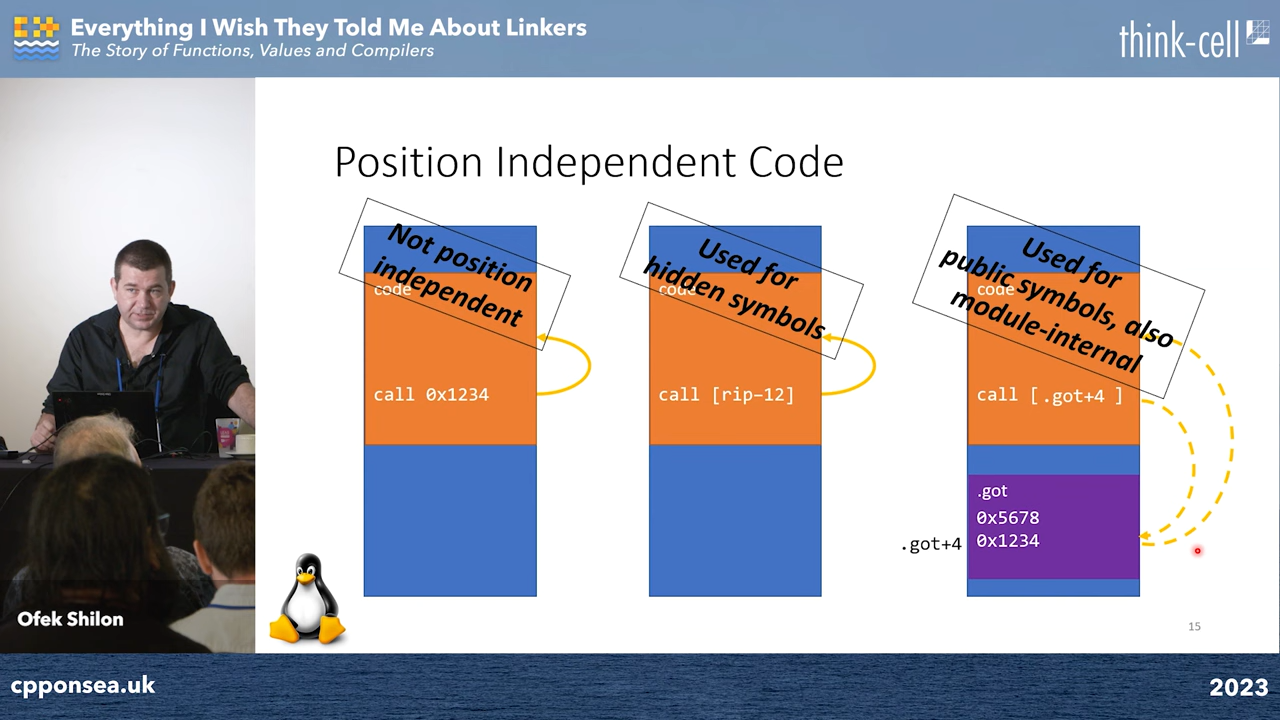 Everything I Wish They Told Me About Linkers
The Story of Functions, Values and Compilers
think-cell
Position Independent Code
Not position
independent
code
call 0x1234
Used for
hidden symbols
code
call [rip-12]
Used for
public symbols, also
module-internal
code
call [.got+4 ]
.got
0x5678
0x1234
.got+4
15
Ofek Shilon
cpponsea.uk
2023